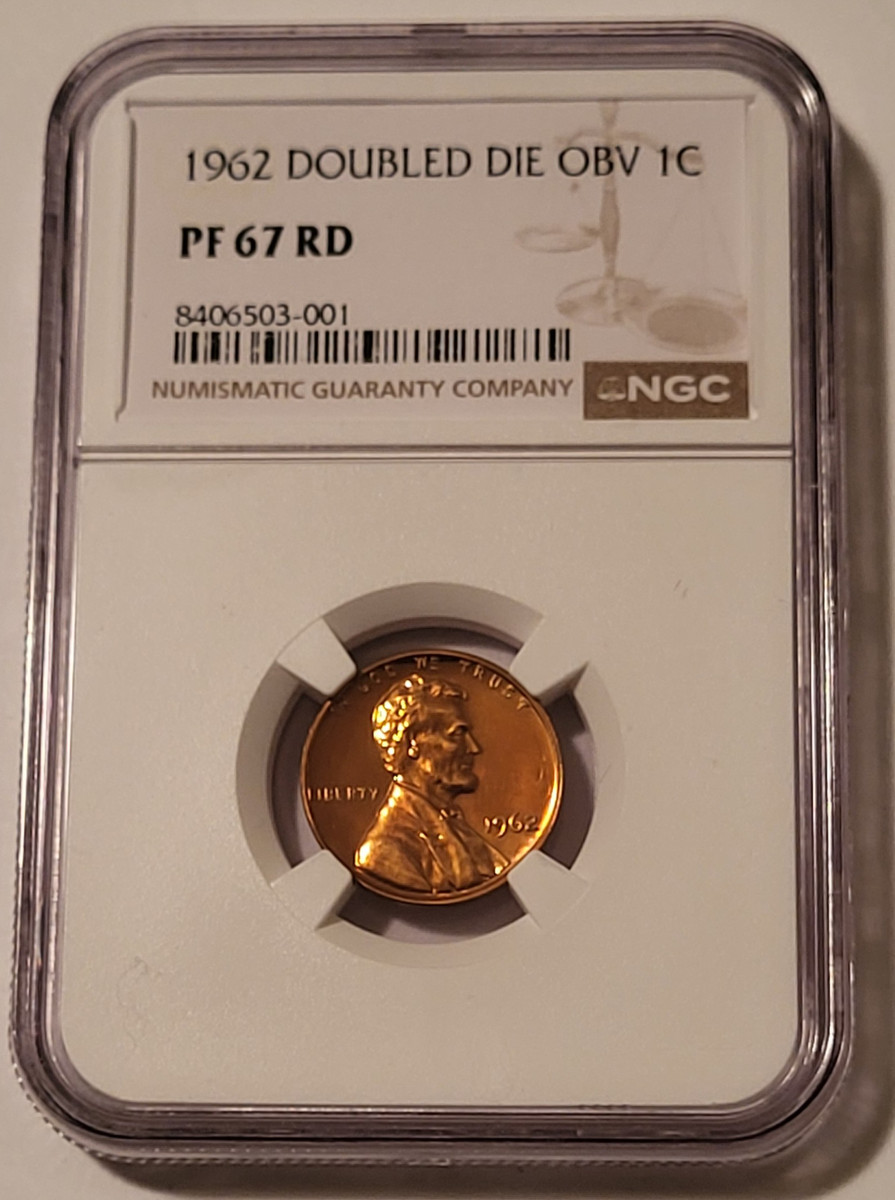 1962 DOUBLED DIE OBV 1C
PF 67 RD
8406503-001
NUMISMATIC GUARANTY COMPANY NGC
IN GOD WE TRUST
LIBERTY
1962